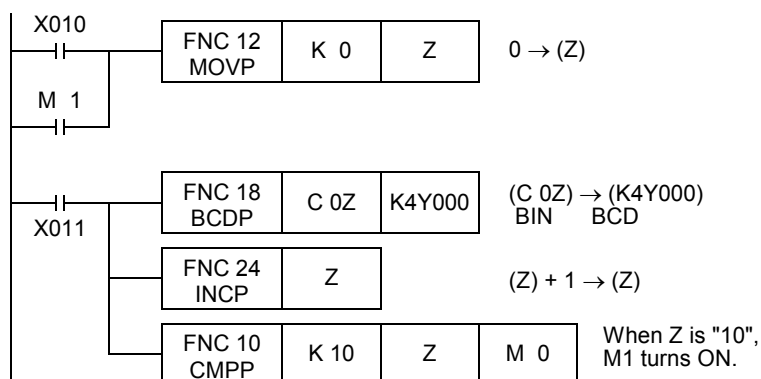 X010
FNC 12
MOVP
K 0
Z
0 → (Z)
M 1
X011
FNC 18
BCDP
C 0Z
K4Y000
(C 0Z) → (K4Y000)
BIN BCD
FNC 24
INCP
Z
(Z) + 1 → (Z)
FNC 10
CMPP
K 10
Z
M 0
When Z is "10",
M1 turns ON.